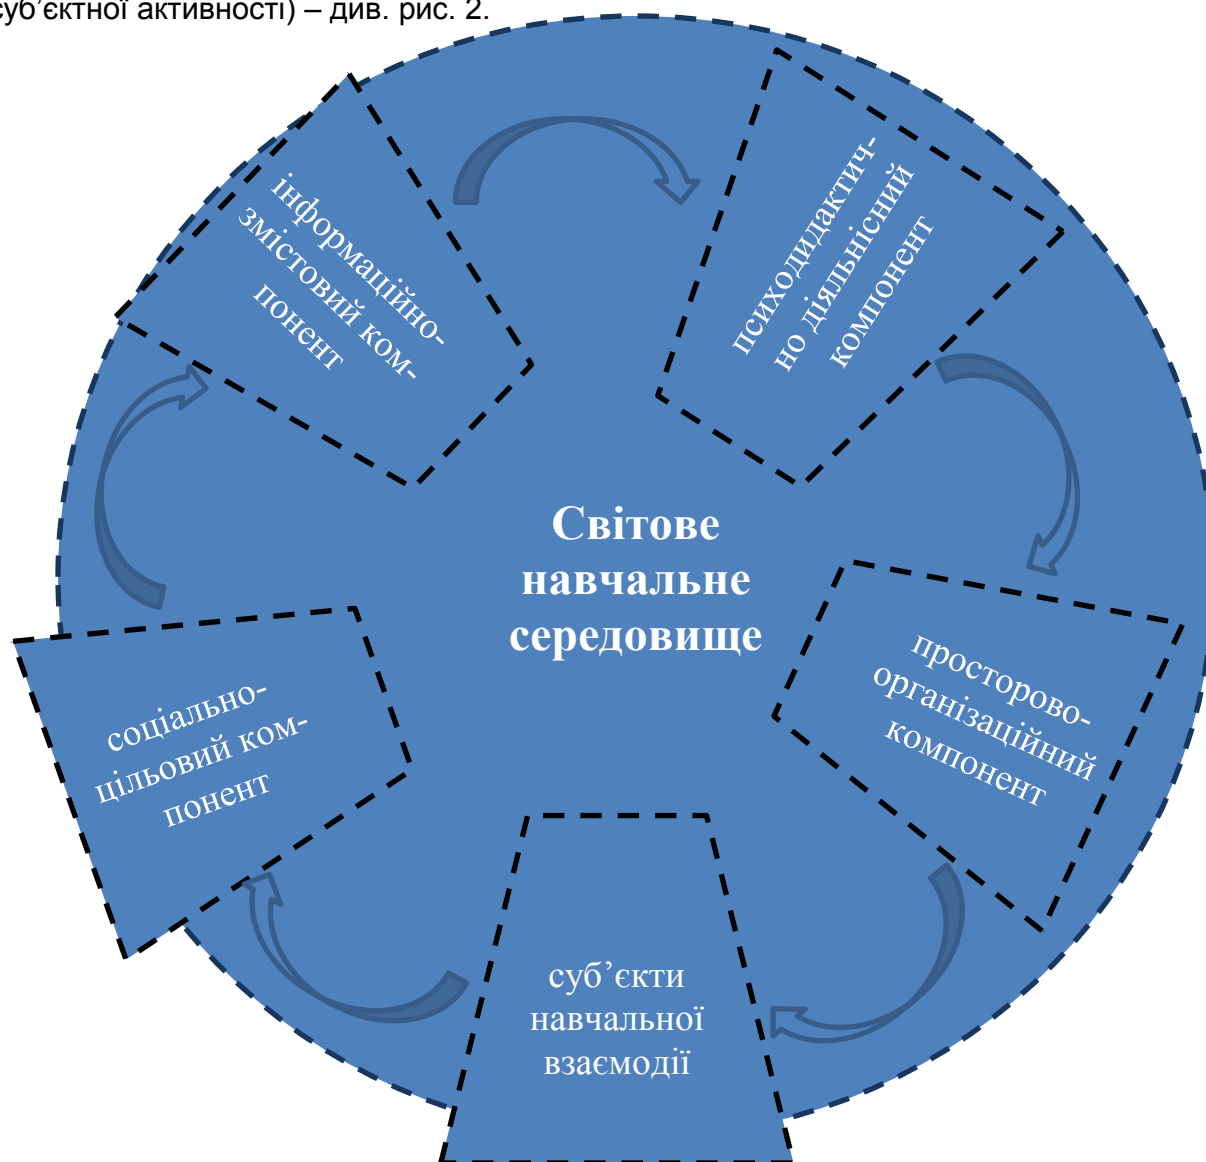 суб’єктної активності) – див. рис. 2.
інформаційно-
змістовий ком-
понент
психодидактич-
но діяльнісний
компонент
Світове
навчальне
середовище
просторово-
організаційний
компонент
соціально-
цільовий ком-
понент
суб’єкти
навчальної
взаємодії